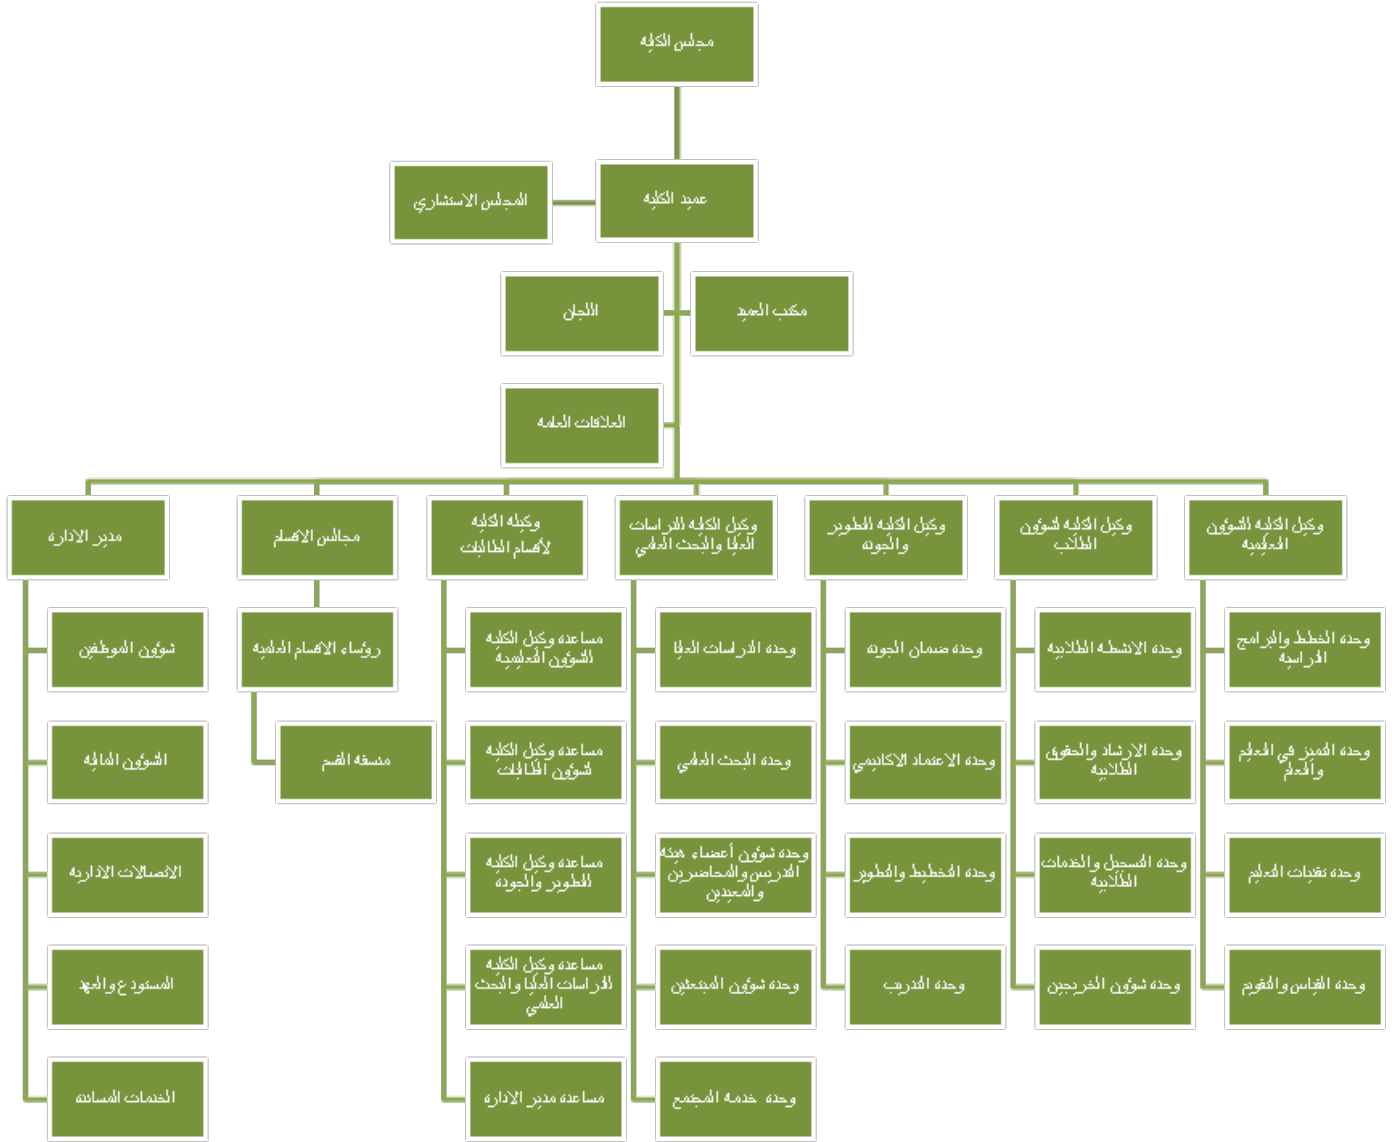 مجلس الكلية
عميد الكلية
المجلس الاستشاري
مكتب العميد
اللجان
العلاقات العامة
وكيل الكلية للشؤون
التعليمية
وكيل الكلية لشؤون
الطلاب
وكيل الكلية للتطوير
والجودة
وكيل الكلية للدراسات
العليا والبحث العلمي
وكيلة الكلية
لأقسام الطالبات
مجالس الاقسام
مدير الادارة
وحدة الخطط والبرامج
الدراسية
وحدة الانشطة الطلابية
وحدة ضمان الجودة
وحدة الدراسات العليا
مساعدة وكيل الكلية
للشؤون التعليمية
رؤساء الاقسام العلمية
شؤون الموظفين
وحدة التميز في التعليم
والتعلم
وحدة الارشاد والحقوق
الطلابية
وحدة الاعتماد الاكاديمي
وحدة البحث العلمي
مساعدة وكيل الكلية
لشؤون الطالبات
منسقة القسم
الشؤون المالية
وحدة تقنيات التعليم
وحدة التسجيل والخدمات
الطلابية
وحدة التخطيط والتطوير
وحدة شؤون أعضاء هيئة
التدريس والمحاضرين
والمعيدين
مساعدة وكيل الكلية
للتطوير والجودة
الاتصالات الادارية
وحدة القياس والتقويم
وحدة شؤون الخريجين
وحدة التدريب
وحدة شؤون المبتعثين
مساعدة وكيل الكلية
للدراسات العليا والبحث
العلمي
المستودع والعهد
وحدة خدمة المجتمع
مساعدة مدير الادارة
الخدمات المساندة